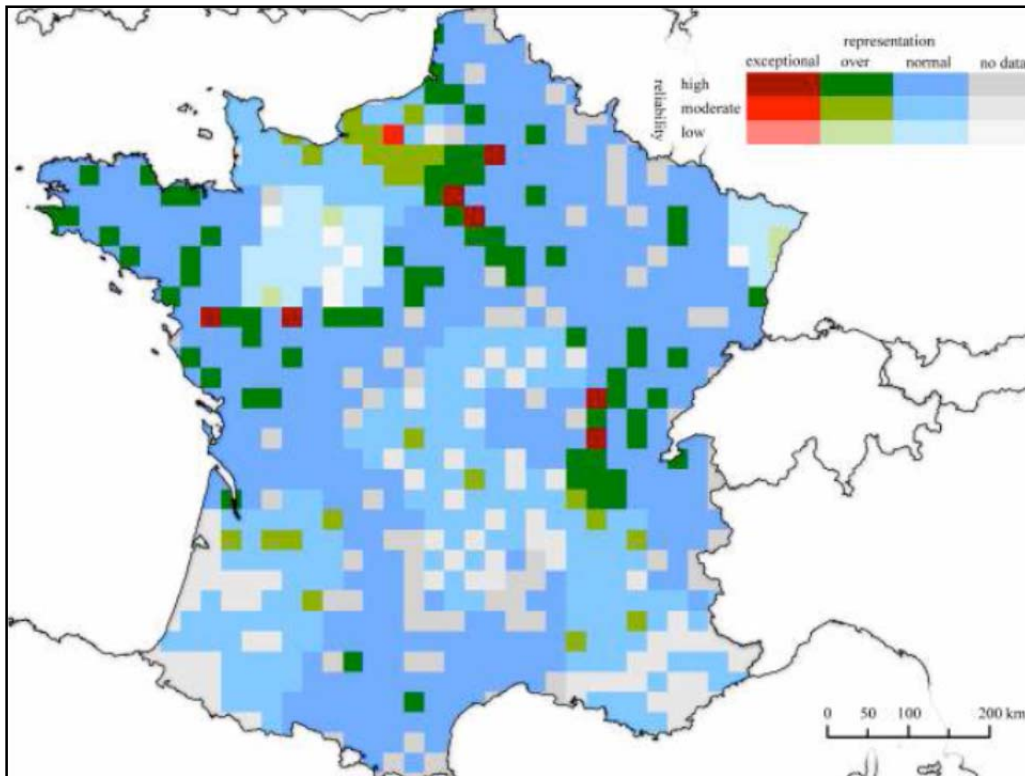 representation
exceptional over normal no data
reliability
high
moderate
low
0 50 100 200 km